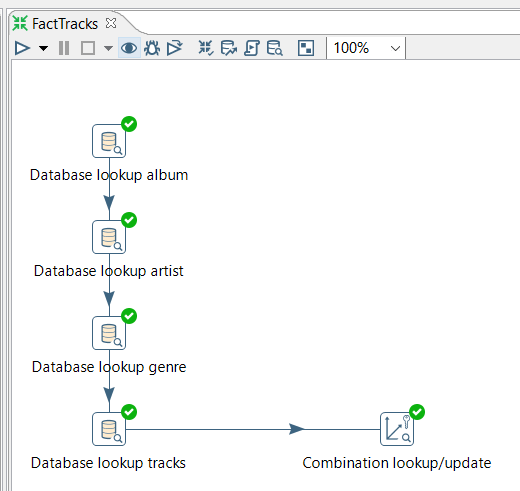 FactTracks
100%
Database lookup album
Database lookup artist
Database lookup genre
Database lookup tracks
Combination lookup/update